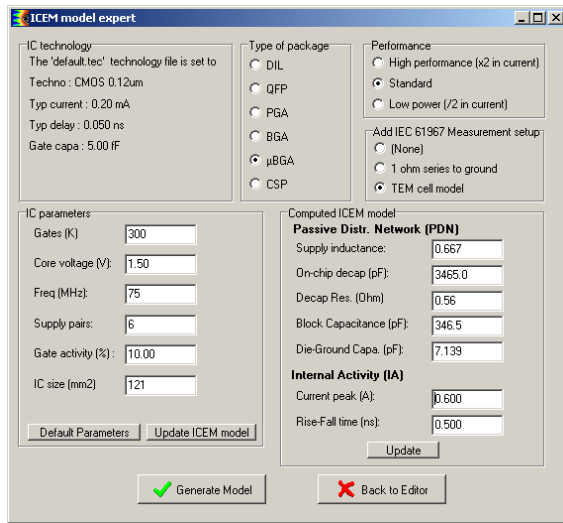 ICEM model expert
IC technology
The 'default.tec' technology file is set to
Techno : CMOS 0.12um
Typ current : 0.20 mA
Typ delay : 0.050 ns
Gate capa : 5.00 fF
Type of package
DIL
QFP
PGA
BGA
µBGA
CSP
Performance
High performance (x2 in current)
Standard
Low power (/2 in current)
Add IEC 61967 Measurement setup
(None)
1 ohm series to ground
TEM cell model
IC parameters
Gates (K) 300
Core voltage (V): 1.50
Freq (MHz): 75
Supply pairs: 6
Gate activity (%) : 10.00
IC size (mm2) 121
Default Parameters Update ICEM model
Computed ICEM model
Passive Distr. Network (PDN)
Supply inductance: 0.667
On-chip decap (pF): 3465.0
Decap Res. (Ohm) 0.56
Block Capacitance (pF): 346.5
Die-Ground Capa. (pF): 7.139
Internal Activity (IA)
Current peak (A): 0.600
Rise-Fall time (ns): 0.500
Update
Generate Model Back to Editor